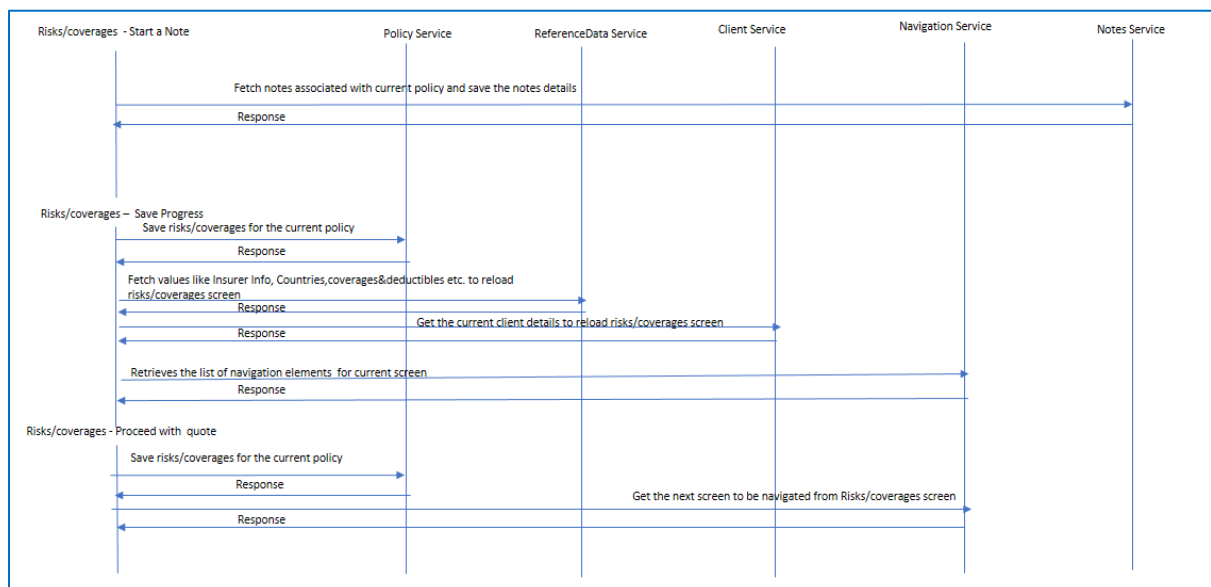 Risks/coverages - Start a Note
Policy Service
ReferenceData Service
Client Service
Navigation Service
Notes Service
Fetch notes associated with current policy and save the notes details
Response
Risks/coverages – Save Progress
Save risks/coverages for the current policy
Response
Fetch values like Insurer Info, Countries,coverages&deductibles etc. to reload
risks/coverages screen
Response
Get the current client details to reload risks/coverages screen
Response
Retrieves the list of navigation elements for current screen
Response
Risks/coverages - Proceed with quote
Save risks/coverages for the current policy
Response
Get the next screen to be navigated from Risks/coverages screen
Response